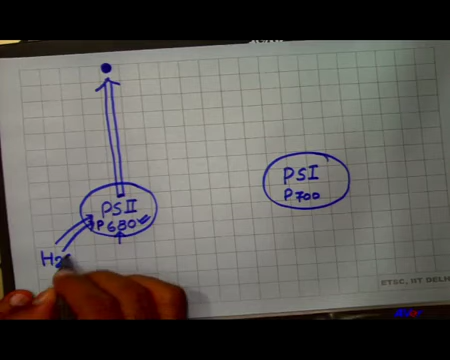 PSII
P680
PSI
P700
H2
ETSC, IIT DELHI